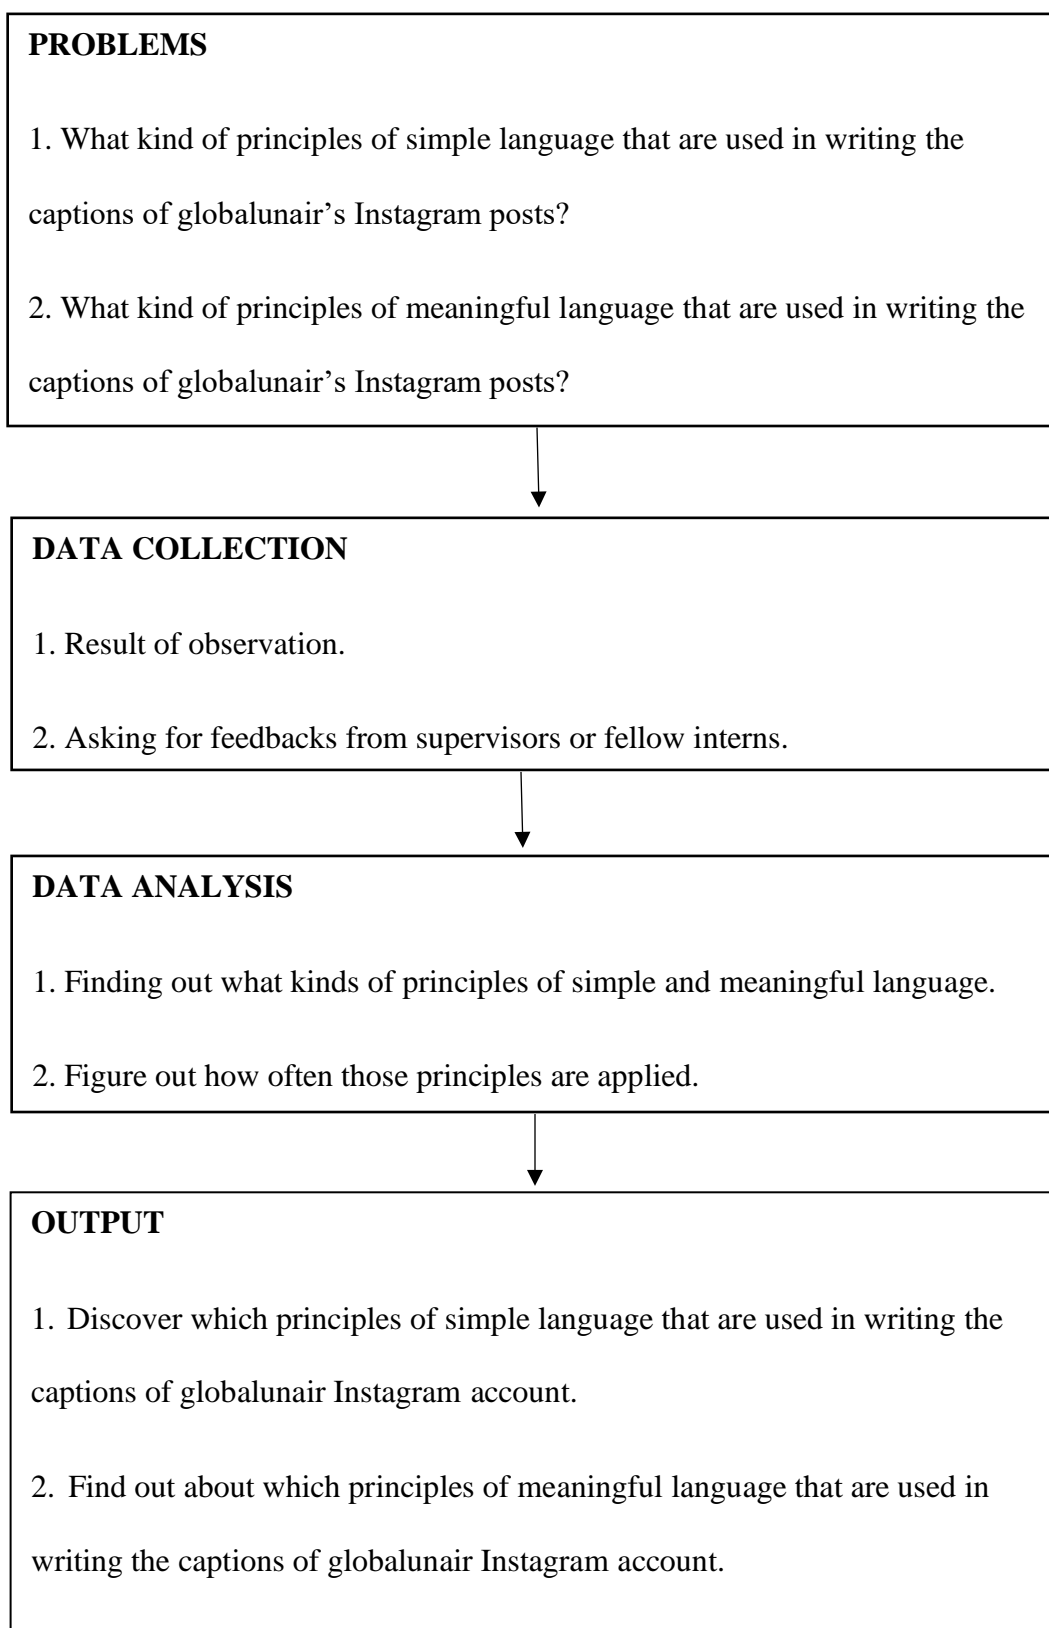 PROBLEMS
1. What kind of principles of simple language that are used in writing the
captions of globalunair’s Instagram posts?
2. What kind of principles of meaningful language that are used in writing the
captions of globalunair’s Instagram posts?
DATA COLLECTION
1. Result of observation.
2. Asking for feedbacks from supervisors or fellow interns.
DATA ANALYSIS
1. Finding out what kinds of principles of simple and meaningful language.
2. Figure out how often those principles are applied.
OUTPUT
1. Discover which principles of simple language that are used in writing the
captions of globalunair Instagram account.
2. Find out about which principles of meaningful language that are used in
writing the captions of globalunair Instagram account.